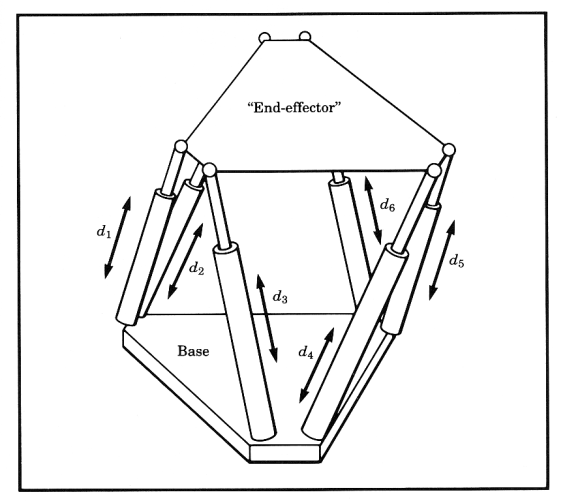 "End-effector"
d1
d2
d6
d5
d3
d4
Base